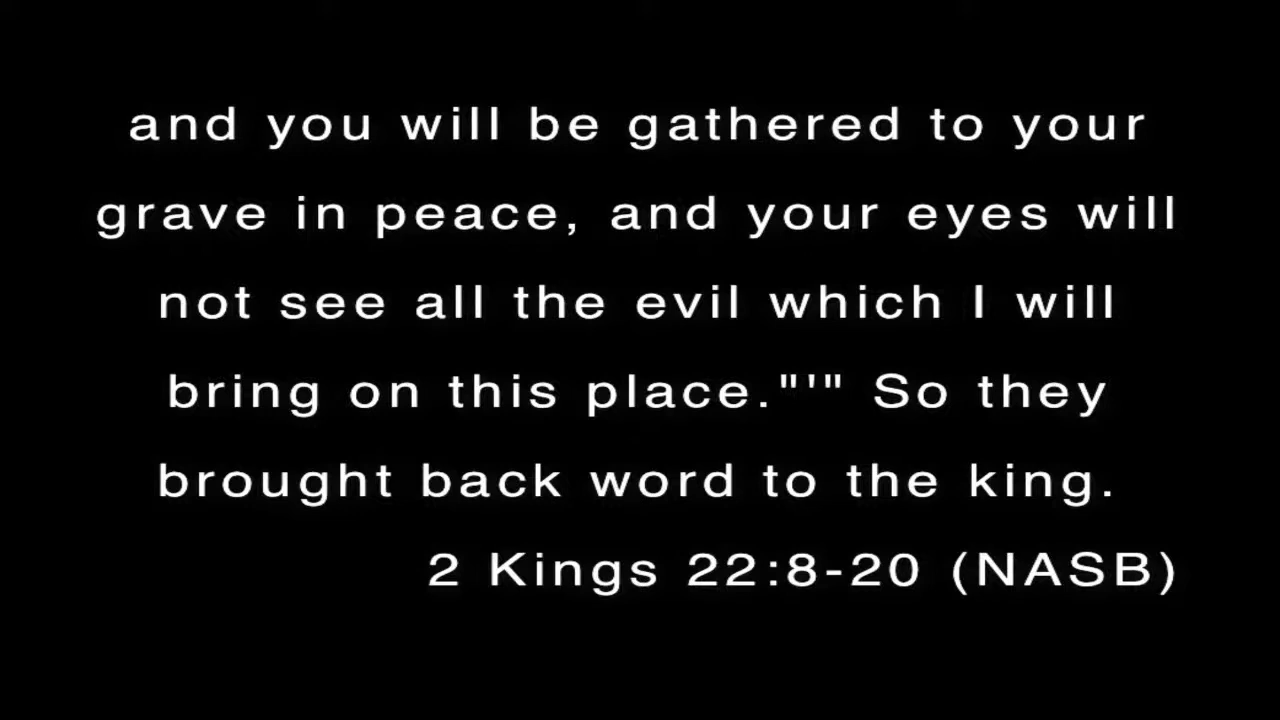 and you will be gathered to your
grave in peace, and your eyes will
not see all the evil which I will
bring on this place."'" So they
brought back word to the king.
2 Kings 22:8-20 (NASB)